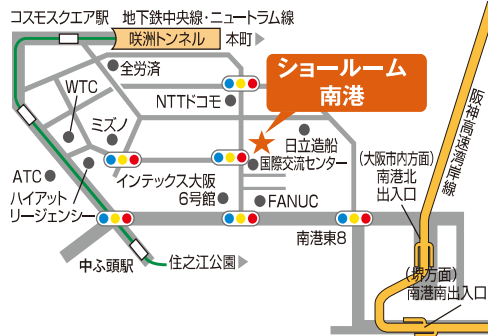 コスモスクエア駅 地下鉄中央線・ニュートラム線
咲洲トンネル 本町
全労済
ショールーム
南港
WTC
NTTドコモ
ミズノ
日立造船
国際交流センター
阪神高速湾岸線
(大阪市内方面)
南港北
出入口
ATC
ハイアット
リージェンシー
インテックス大阪
6号館
FANUC
南港東8
中ふ頭駅
住之江公園
(堺方面)
南港南出入口